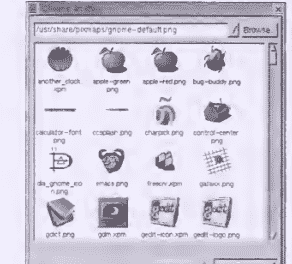 /usr/share/pixmaps/gnome-default.png Browse...
another_clock. apple-green apple-red.png bug-buddy.png
xpm png
calculator-font ccsplash.png charpick.png control-center
png png
dia_gnome_ico emacs.png freecell.xpm galaxx.png
n.png
gdict.png gdm.xpm gedit-icon.xpm gedit-logo.png